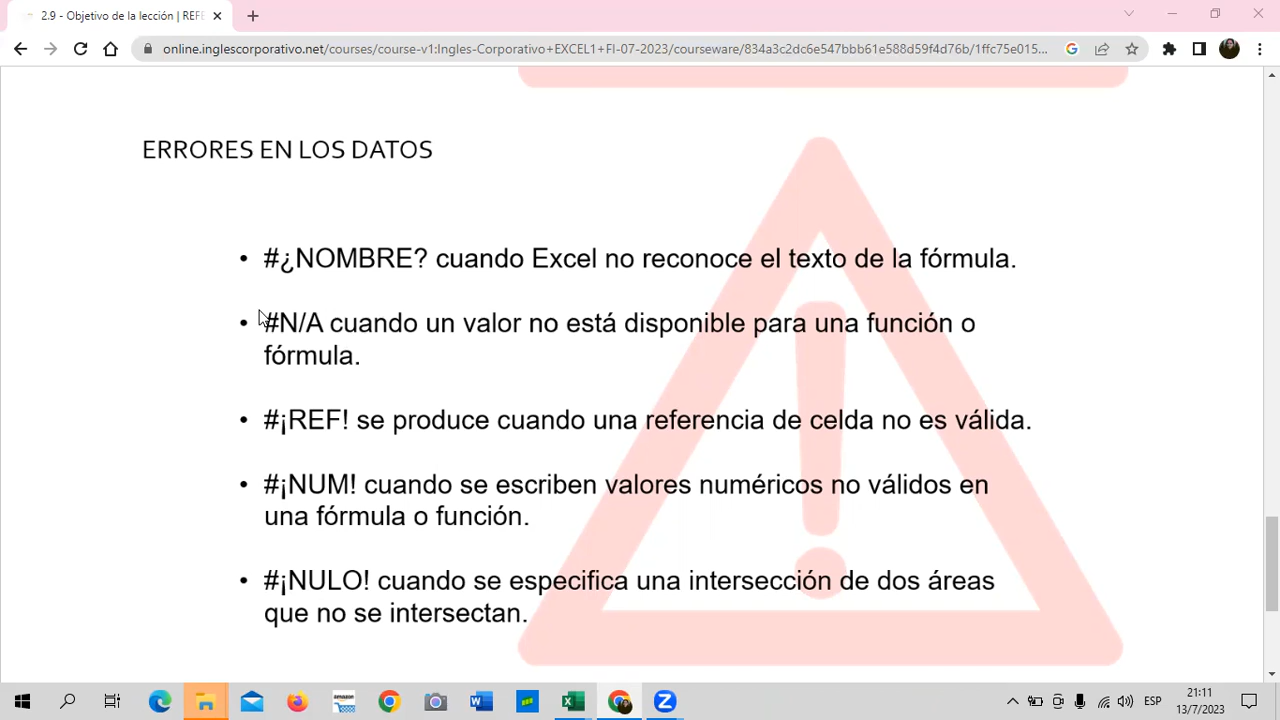 2.9 - Objetivo de la lección | REFE
online.inglescorporativo.net/courses/course-v1:Ingles-Corporativo+EXCEL1+FI-07-2023/courseware/834a3c2dc5e547bbb61e588d59f4d76b/1ffc75e015...
ERRORES EN LOS DATOS
• #¿NOMBRE? cuando Excel no reconoce el texto de la fórmula.
• #N/A cuando un valor no está disponible para una función o
fórmula.
• #¡REF! se produce cuando una referencia de celda no es válida.
• #¡NUM! cuando se escriben valores numéricos no válidos en
una fórmula o función.
• #¡NULO! cuando se especifica una intersección de dos áreas
que no se intersectan.
amazon
ESP
21:11
13/7/2023